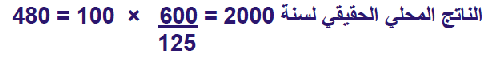 الناتج المحلي الحقيقي لسنة 2000 = 600 × 100 = 480
125